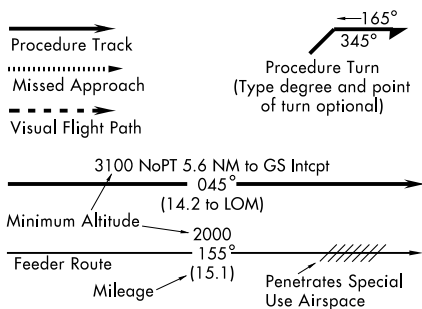 Procedure Track
Missed Approach
Visual Flight Path
165°
345°
Procedure Turn
(Type degree and point
of turn optional)
3100 NoPT 5.6 NM to GS Intcpt
045°
(14.2 to LOM)
Minimum Altitude
2000
155°
(15.1)
Feeder Route
Mileage
Penetrates Special
Use Airspace